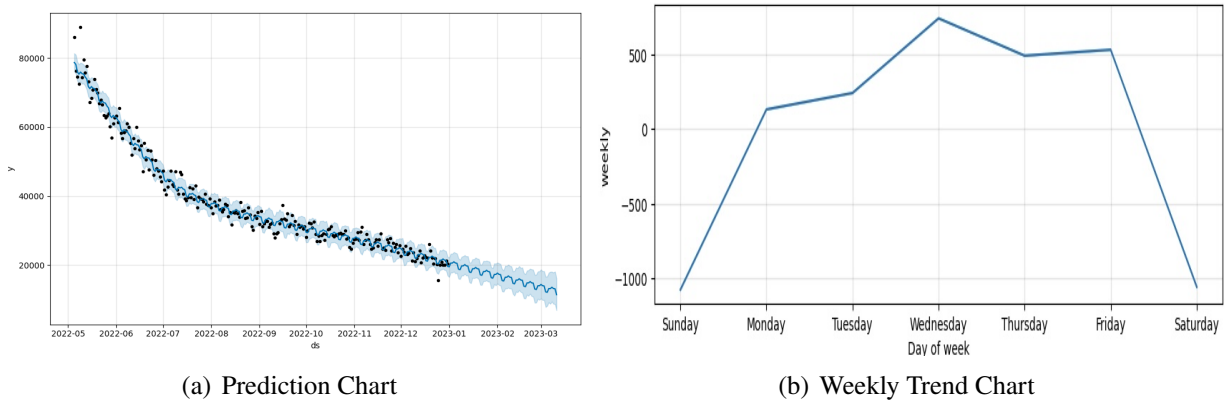 80000
60000
40000
20000
y
2022-05 2022-06 2022-07 2022-08 2022-09 2022-10 2022-11 2022-12 2023-01 2023-02 2023-03
ds
(a) Prediction Chart
500
0
−500
−1000
weekly
Sunday Monday Tuesday Wednesday Thursday Friday Saturday
Day of week
(b) Weekly Trend Chart